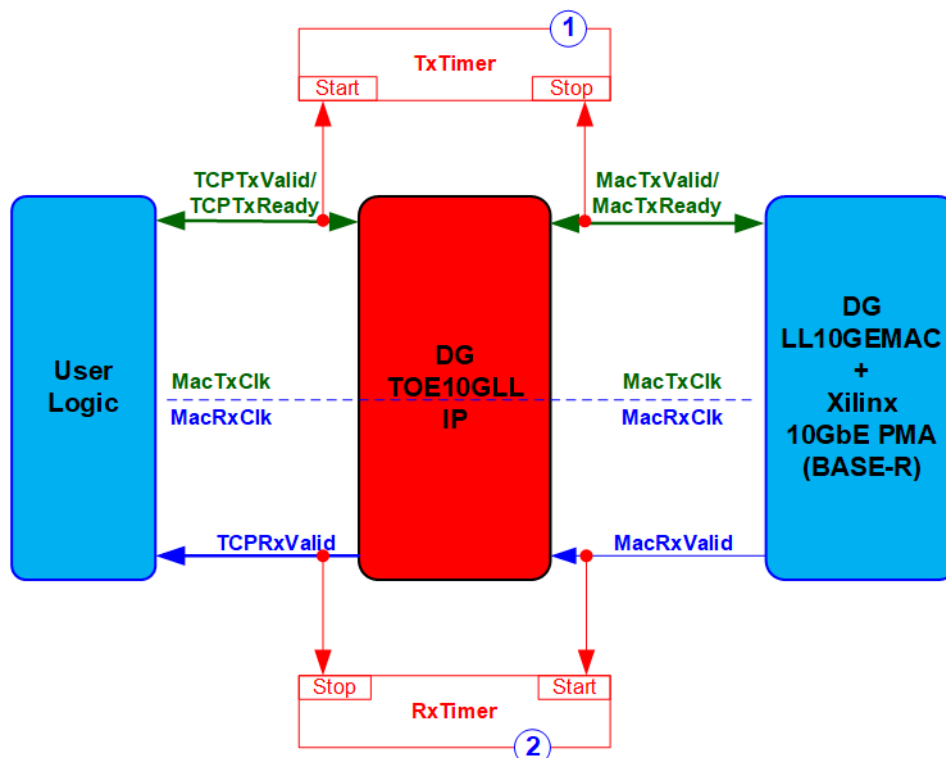 1
TxTimer
Start
Stop
TCPTxValid/
TCPTxReady
MacTxValid/
MacTxReady
User
Logic
MacTxClk
MacRxClk
DG
TOE10GLL
IP
MacTxClk
MacRxClk
DG
LL10GEMAC
+
Xilinx
10GbE PMA
(BASE-R)
TCPRxValid
MacRxValid
Stop
Start
RxTimer
2